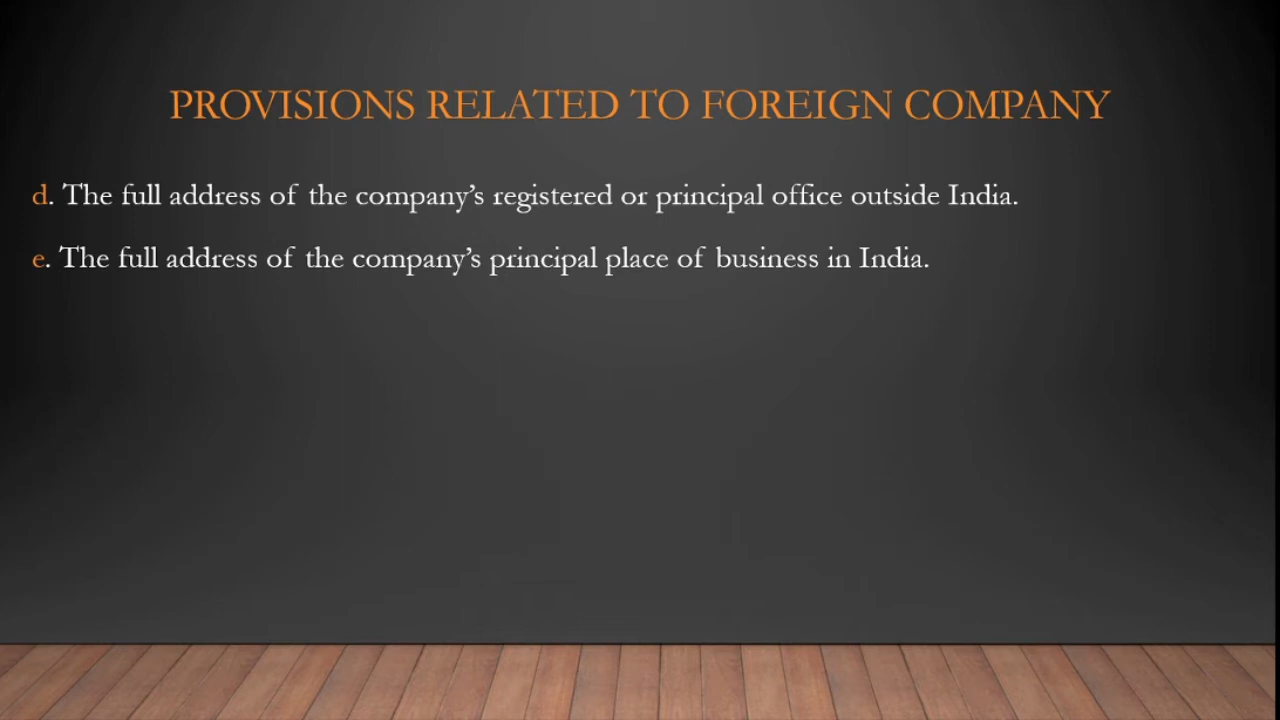 PROVISIONS RELATED TO FOREIGN COMPANY
d. The full address of the company’s registered or principal office outside India.
e. The full address of the company’s principal place of business in India.